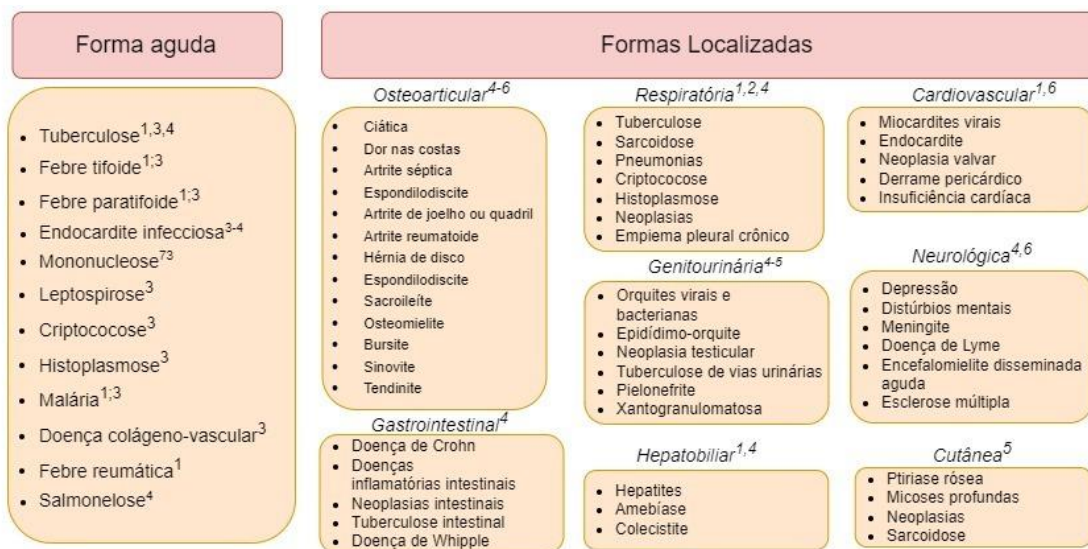 Forma aguda
Tuberculose1,3,4
Febre tifoide1;3
Febre paratifoide1;3
Endocardite infecciosa3-4
Mononucleose73
Leptospirose3
Criptococose3
Histoplasmose3
Malária1;3
Doença colágeno-vascular3
Febre reumática1
Salmonelose4
Formas Localizadas
Osteoarticular4-6
Ciática
Dor nas costas
Artrite séptica
Espondilodiscite
Artrite de joelho ou quadril
Artrite reumatoide
Hérnia de disco
Espondilodiscite
Sacroileíte
Osteomielite
Bursite
Sinovite
Tendinite
Gastrointestinal4
Doença de Crohn
Doenças
inflamatórias intestinais
Neoplasias intestinais
Tuberculose intestinal
Doença de Whipple
Respiratória1,2,4
Tuberculose
Sarcoidose
Pneumonias
Criptococose
Histoplasmose
Neoplasias
Empiema pleural crônico
Genitourinária4-5
Orquites virais e
bacterianas
Epidídimo-orquite
Neoplasia testicular
Tuberculose de vias urinárias
Pielonefrite
Xantogranulomatosa
Hepatobiliar1,4
Hepatites
Amebíase
Colecistite
Cardiovascular1,6
Miocardites virais
Endocardite
Neoplasia valvar
Derrame pericárdico
Insuficiência cardíaca
Neurológica4,6
Depressão
Distúrbios mentais
Meningite
Doença de Lyme
Encefalomielite disseminada
aguda
Esclerose múltipla
Cutânea5
Ptiriase rósea
Micoses profundas
Neoplasias
Sarcoidose